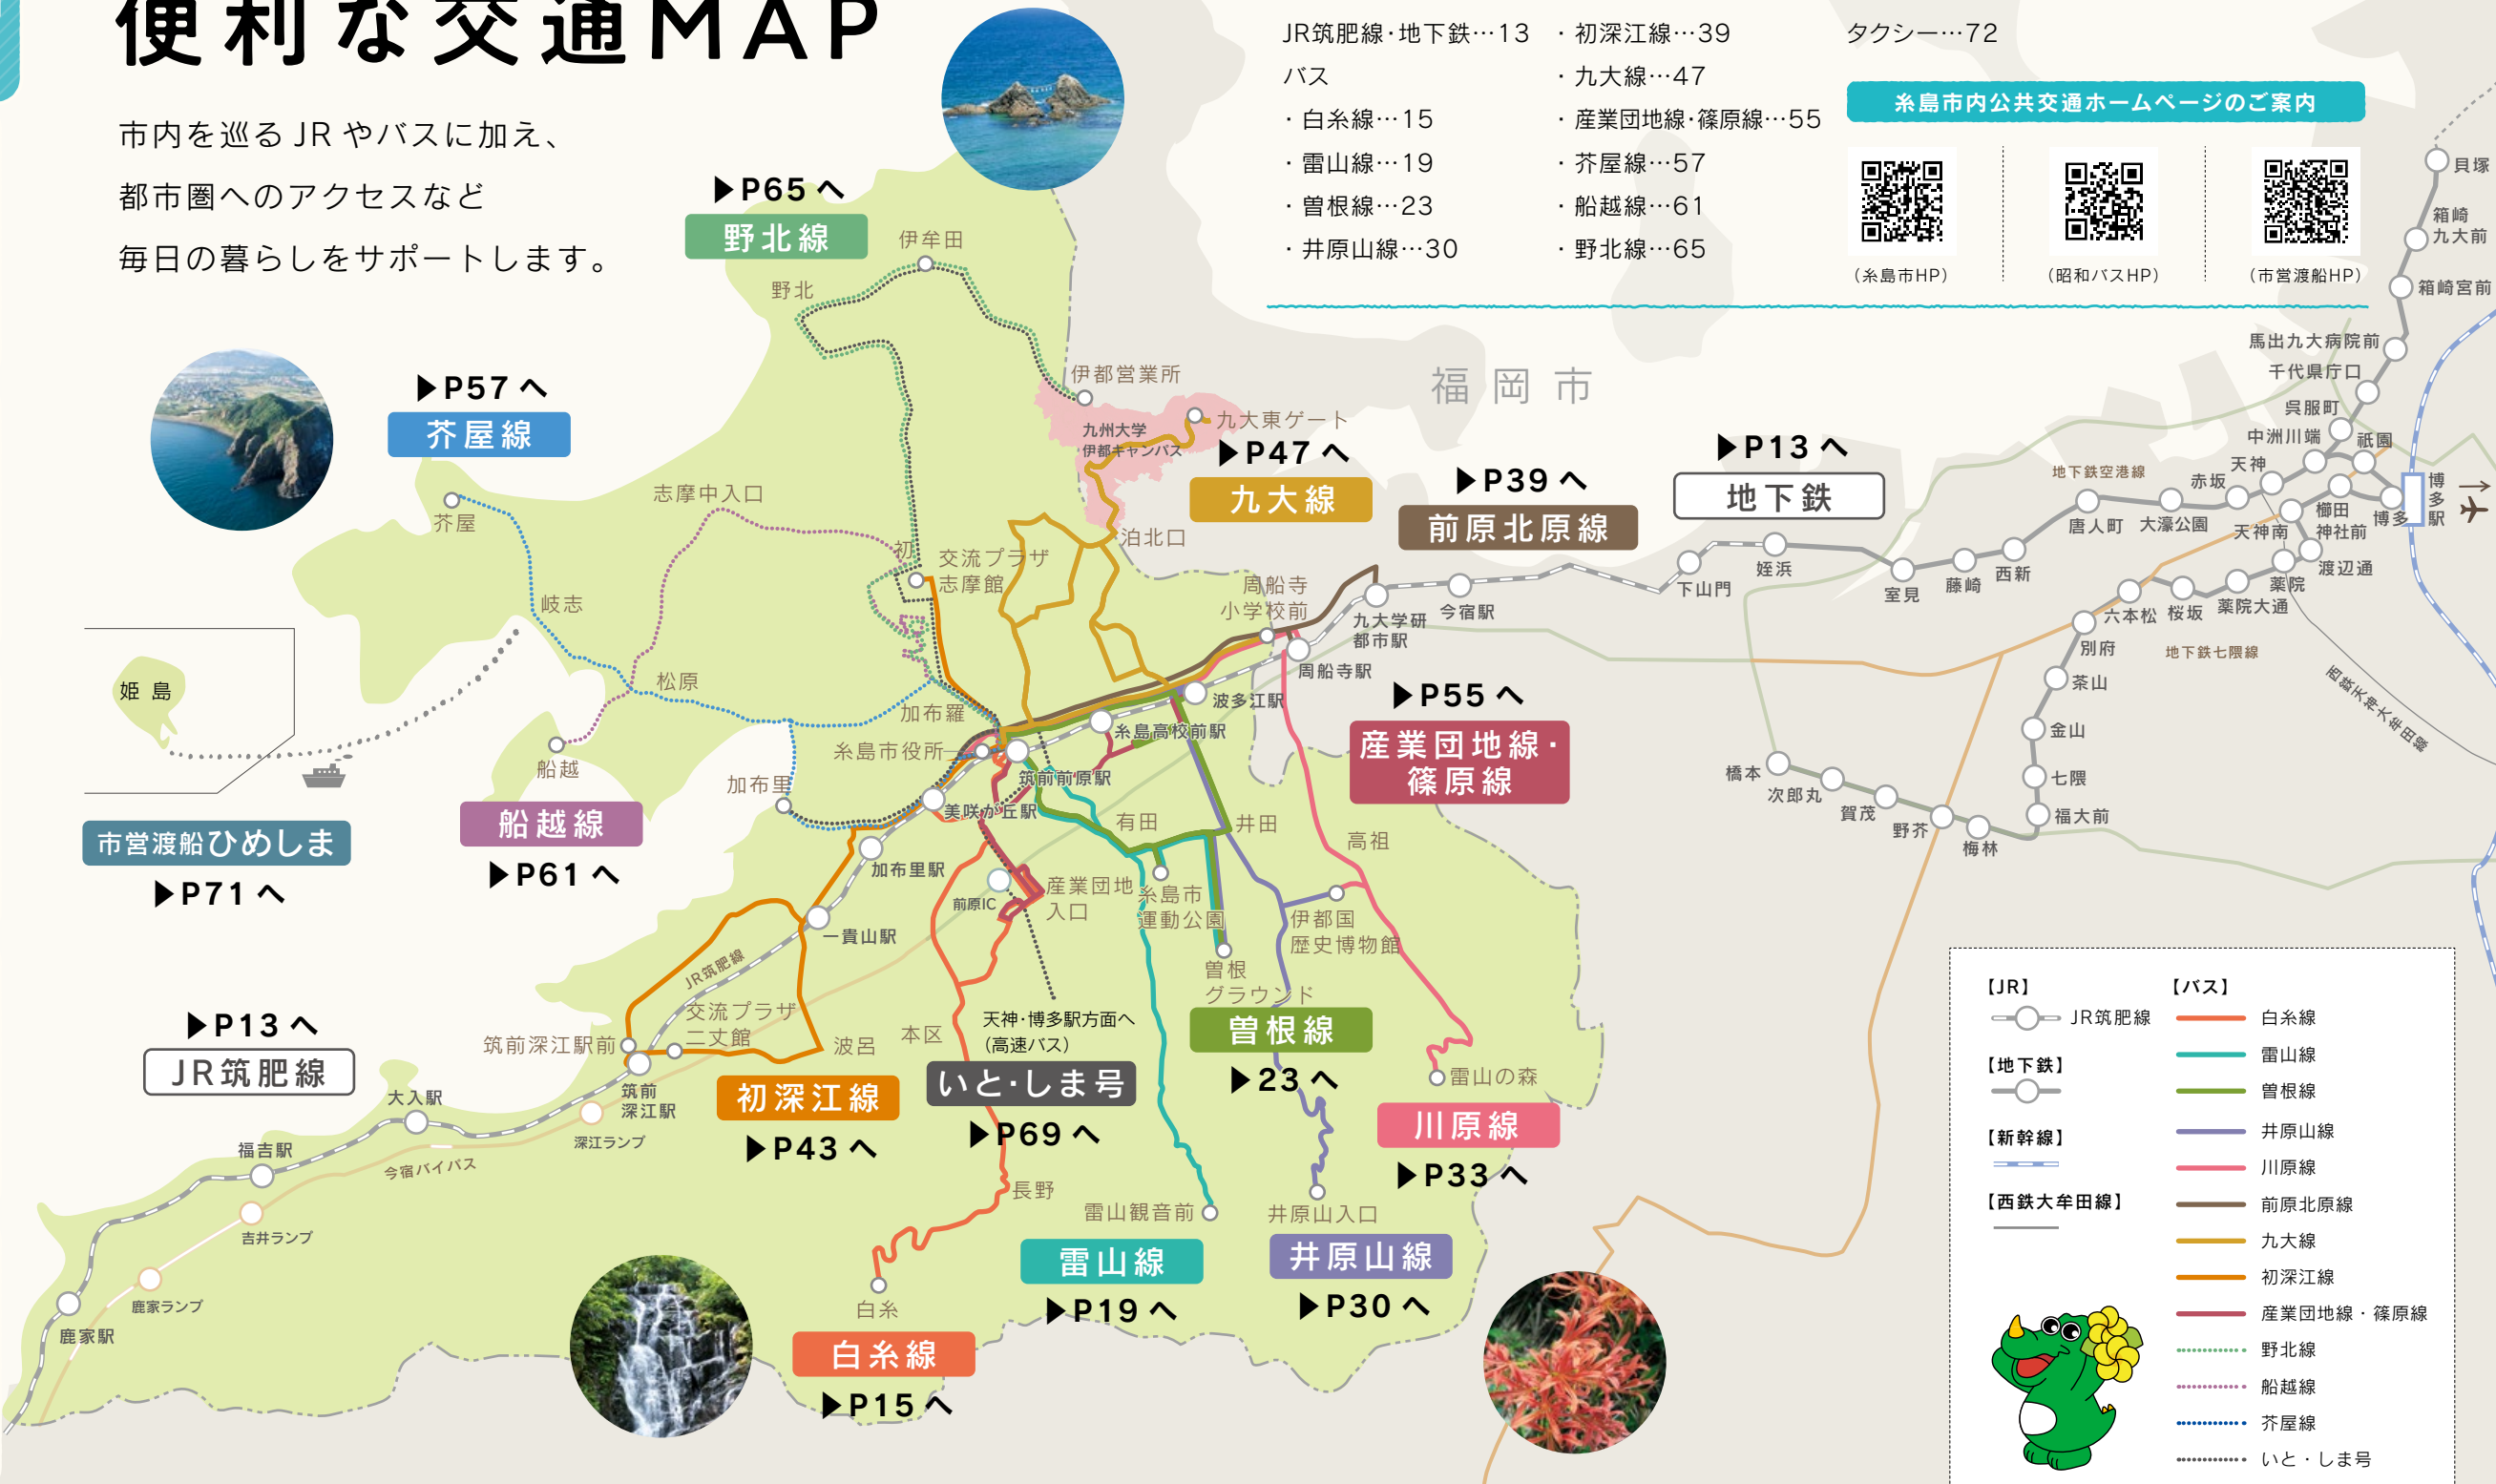 便利な交通MAP
市内を巡るJRやバスに加え、
都市圏へのアクセスなど
毎日の暮らしをサポートします。
JR筑肥線・地下鉄…13
バス
・白糸線…15
・雷山線…19
・曽根線…23
・井原山線…30
・初深江線…39
・九大線…47
・産業団地線・篠原線…55
・芥屋線…57
・船越線…61
・野北線…65
タクシー…72
糸島市内公共交通ホームページのご案内
（糸島市HP）
（昭和バスHP）
（市営渡船HP）
▶P65へ
野北線
伊牟田
野北
▶P57へ
芥屋線
芥屋
志摩中入口
岐志
松原
初
交流プラザ
志摩館
伊都営業所
九州大学
伊都キャンパス
九大東ゲート
▶P47へ
九大線
泊北口
福岡市
▶P39へ
前原北原線
▶P13へ
地下鉄
周船寺
小学校前
九大学研
都市駅
今宿駅
下山門
姪浜
室見
藤崎
西新
唐人町
大濠公園
地下鉄空港線
赤坂
天神
中洲川端
呉服町
千代県庁口
馬出九大病院前
箱崎宮前
箱崎
九大前
貝塚
祇園
博多
博多駅
櫛田
神社前
天神南
渡辺通
薬院
薬院大通
桜坂
六本松
別府
地下鉄七隈線
西鉄天神大牟田線
茶山
金山
七隈
福大前
梅林
野芥
賀茂
次郎丸
橋本
周船寺駅
波多江駅
糸島高校前駅
加布羅
糸島市役所
筑前前原駅
美咲が丘駅
加布里
加布里駅
姫島
船越
市営渡船ひめしま
▶P71へ
船越線
▶P61へ
▶P55へ
産業団地線・
篠原線
有田
井田
高祖
前原IC
産業団地
入口
糸島市
運動公園
伊都国
歴史博物館
曽根
グラウンド
一貴山駅
JR筑肥線
交流プラザ
二丈館
波呂
本区
天神・博多駅方面へ
（高速バス）
いと・しま号
▶P69へ
曽根線
▶23へ
雷山の森
川原線
▶P33へ
▶P13へ
JR筑肥線
筑前深江駅前
筑前
深江駅
初深江線
▶P43へ
大入駅
深江ランプ
福吉駅
今宿バイパス
吉井ランプ
鹿家ランプ
鹿家駅
長野
雷山観音前
雷山線
▶P19へ
井原山入口
井原山線
▶P30へ
白糸
白糸線
▶P15へ
【JR】
JR筑肥線
【地下鉄】
【新幹線】
【西鉄大牟田線】
【バス】
白糸線
雷山線
曽根線
井原山線
川原線
前原北原線
九大線
初深江線
産業団地線・篠原線
野北線
船越線
芥屋線
いと・しま号